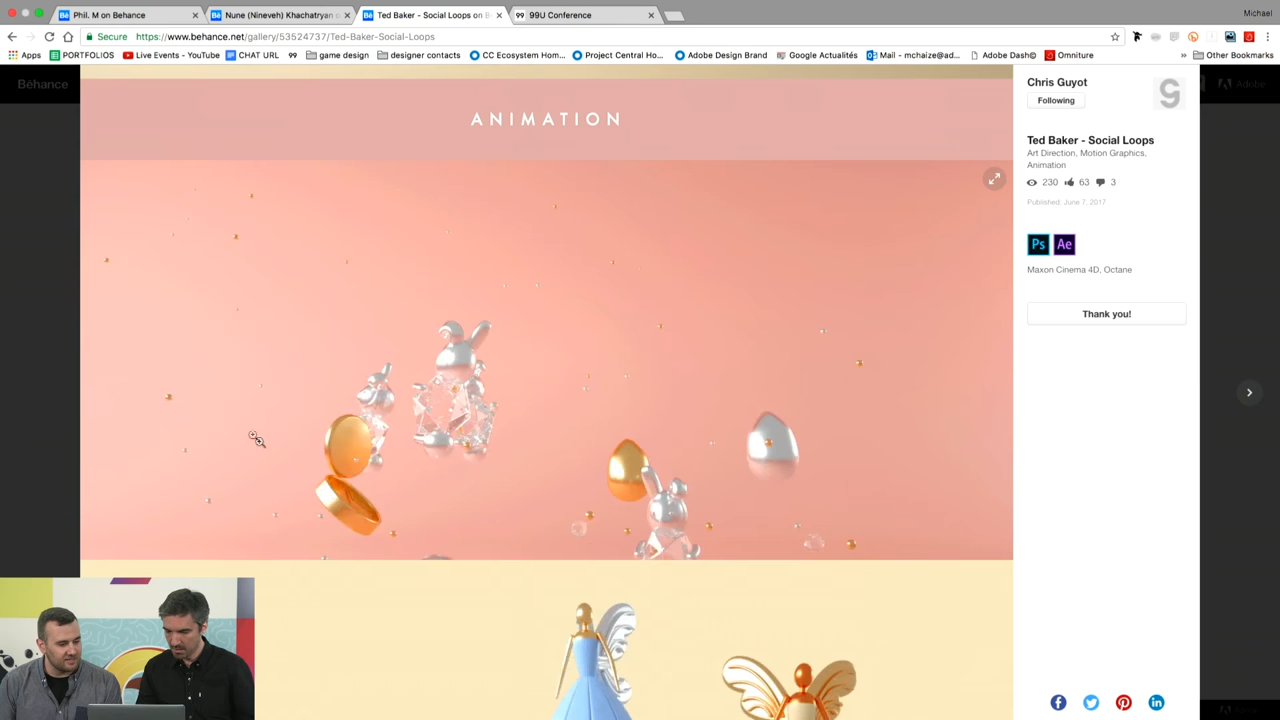 Phil. M on Behance
Nune (Nineveh) Khachatryan o
Ted Baker - Social Loops on B
99 99U Conference
Michael
Secure https://www.behance.net/gallery/53524737/Ted-Baker-Social-Loops
Apps PORTFOLIOS Live Events - YouTube CHAT URL 99 game design designer contacts CC Ecosystem Hom... Project Central Ho... Adobe Design Brand Google Actualités Mail - mchaize@ad... Adobe Dash© Omniture » Other Bookmarks
Béhance
Adobe
ANIMATION
Chris Guyot
Following
Ted Baker - Social Loops
Art Direction, Motion Graphics,
Animation
230 63 3
Published: June 7, 2017
Ps Ae
Maxon Cinema 4D, Octane
Thank you!